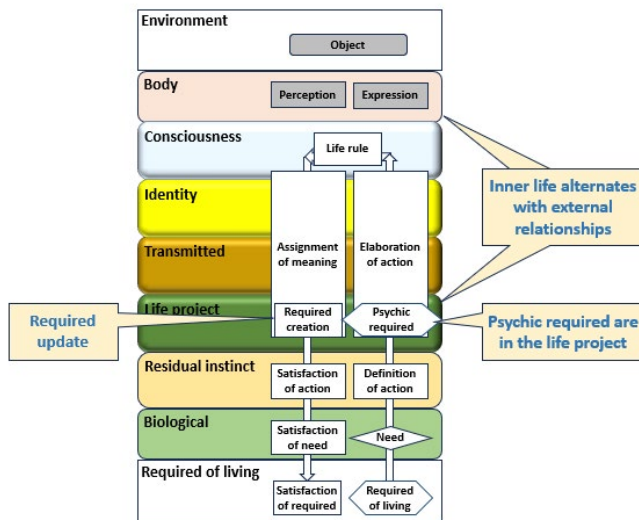 Environment
Object
Body
Perception
Expression
Consciousness
Life rule
Identity
Inner life alternates
with external
relationships
Transmitted
Assignment
of meaning
Elaboration
of action
Life project
Required
update
Required
creation
Psychic
required
Psychic required are
in the life project
Residual instinct
Satisfaction
of action
Definition
of action
Biological
Satisfaction
of need
Need
Required of living
Satisfaction
of required
Required
of living